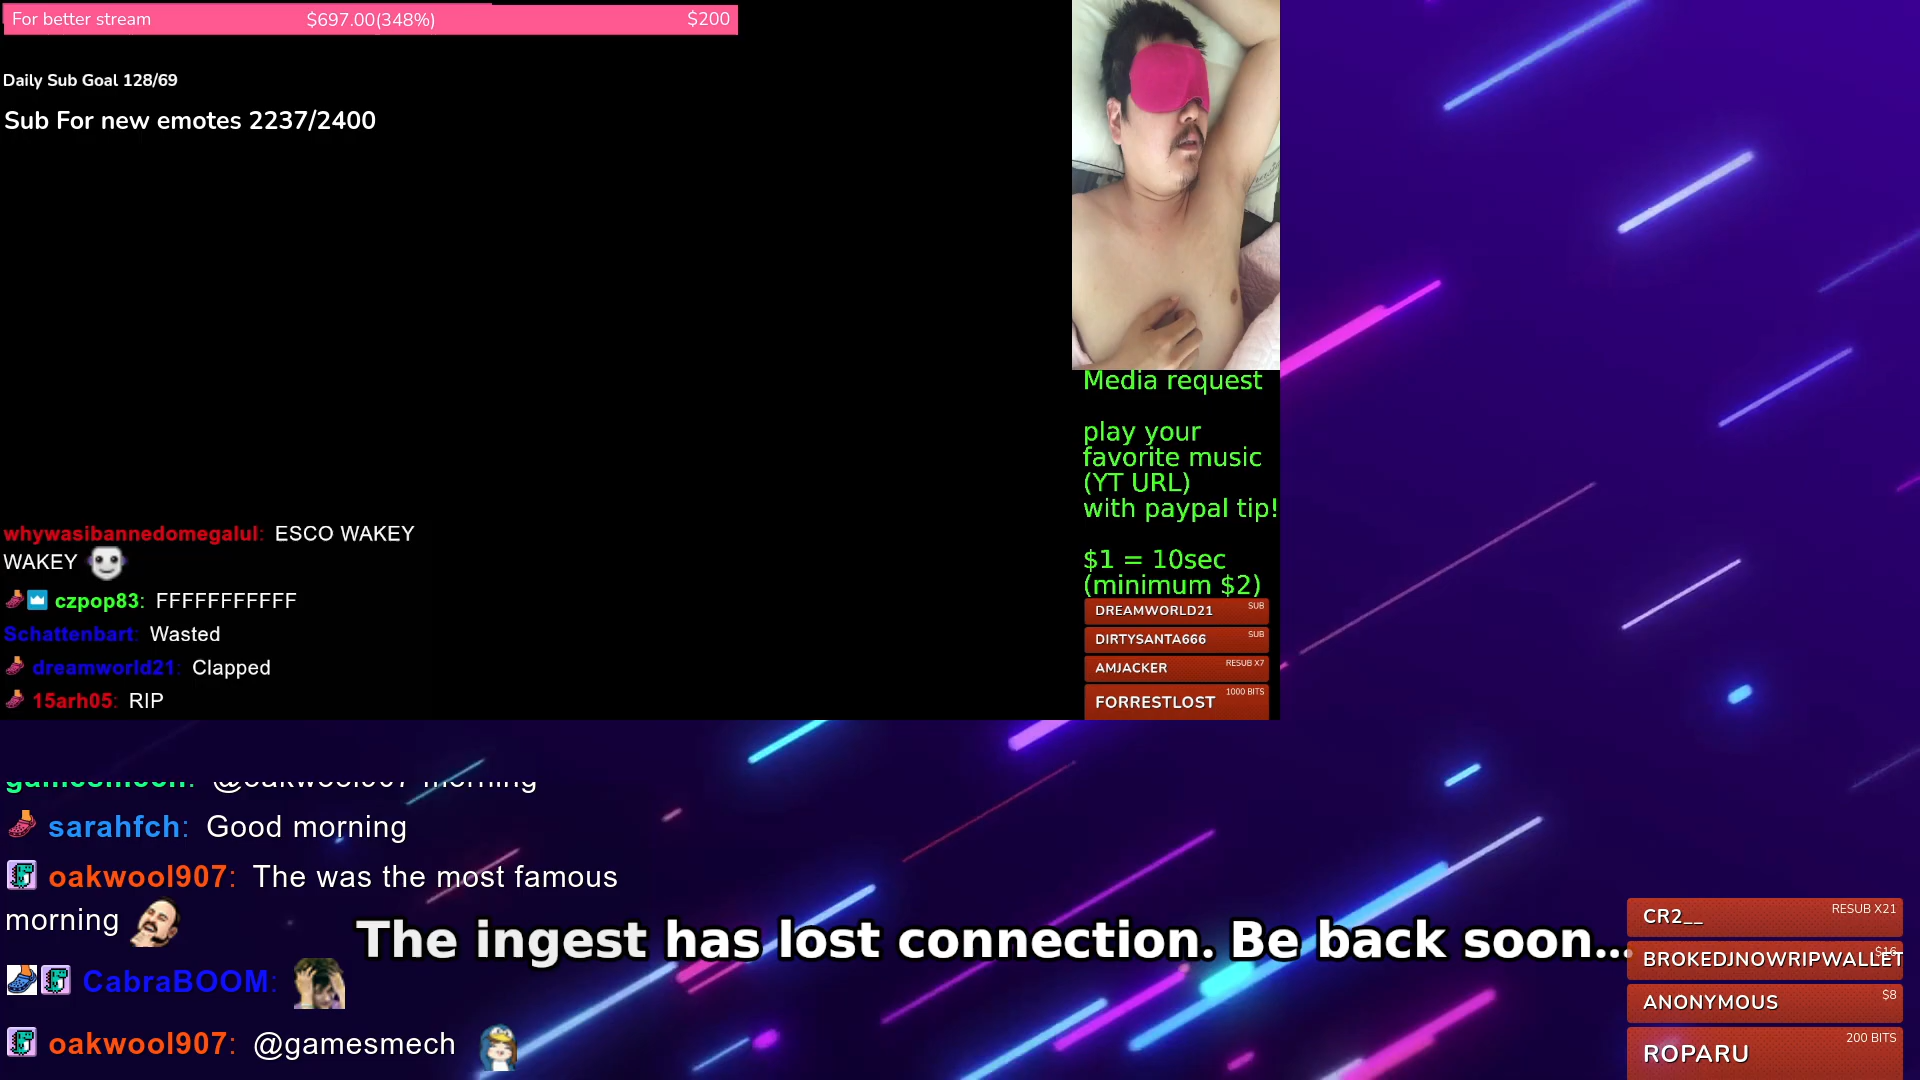 For better stream $697.00(348%) $200
Daily Sub Goal 128/69
Sub For new emotes 2237/2400
Media request
play your
favorite music
(YT URL)
with paypal tip!
$1 = 10sec
(minimum $2)
DREAMWORLD21 SUB
DIRTYSANTA666 SUB
AMJACKER RESUB X7
FORRESTLOST 1000 BITS
whywasibannedomegalul: ESCO WAKEY
WAKEY
czpop83: FFFFFFFFFFF
Schattenbart: Wasted
dreamworld21: Clapped
15arh05: RIP
gamesmech: @oakwool907 morning
sarahfch: Good morning
oakwool907: The was the most famous
morning
CabraBOOM:
oakwool907: @gamesmech
The ingest has lost connection. Be back soon...
CR2__ RESUB X21
BROKEDJNOWRIPWALLET $16
ANONYMOUS $8
ROPARU 200 BITS